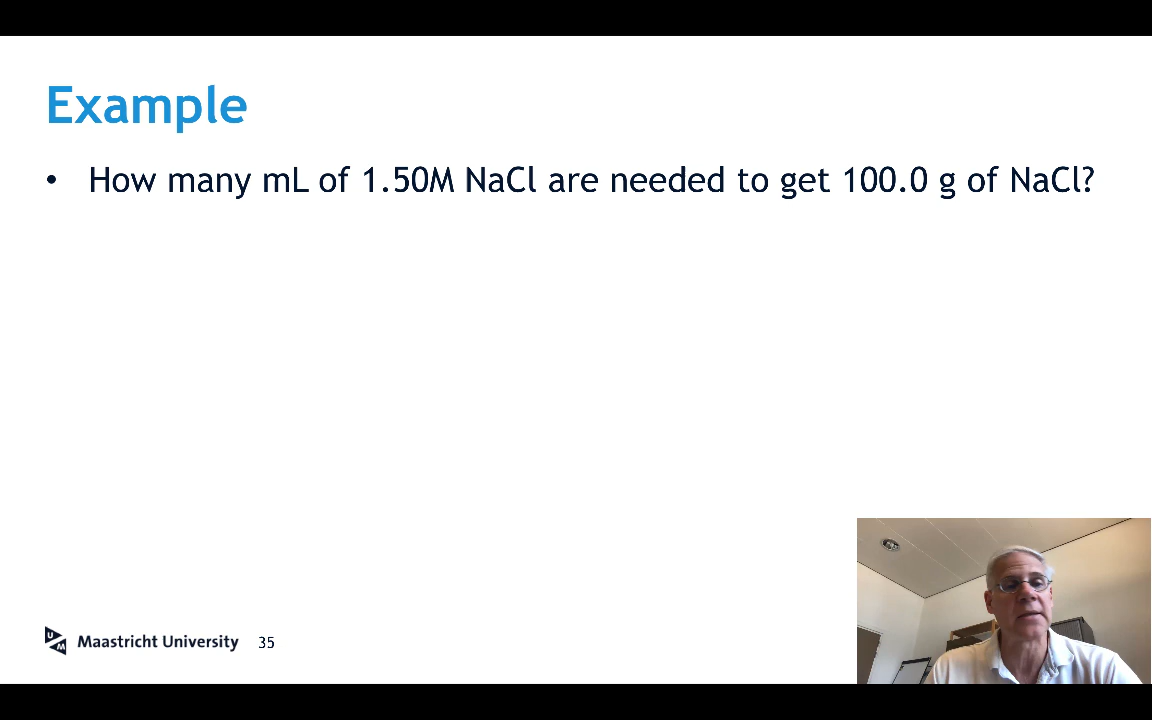 Example
• How many mL of 1.50M NaCl are needed to get 100.0 g of NaCl?
UM Maastricht University 35